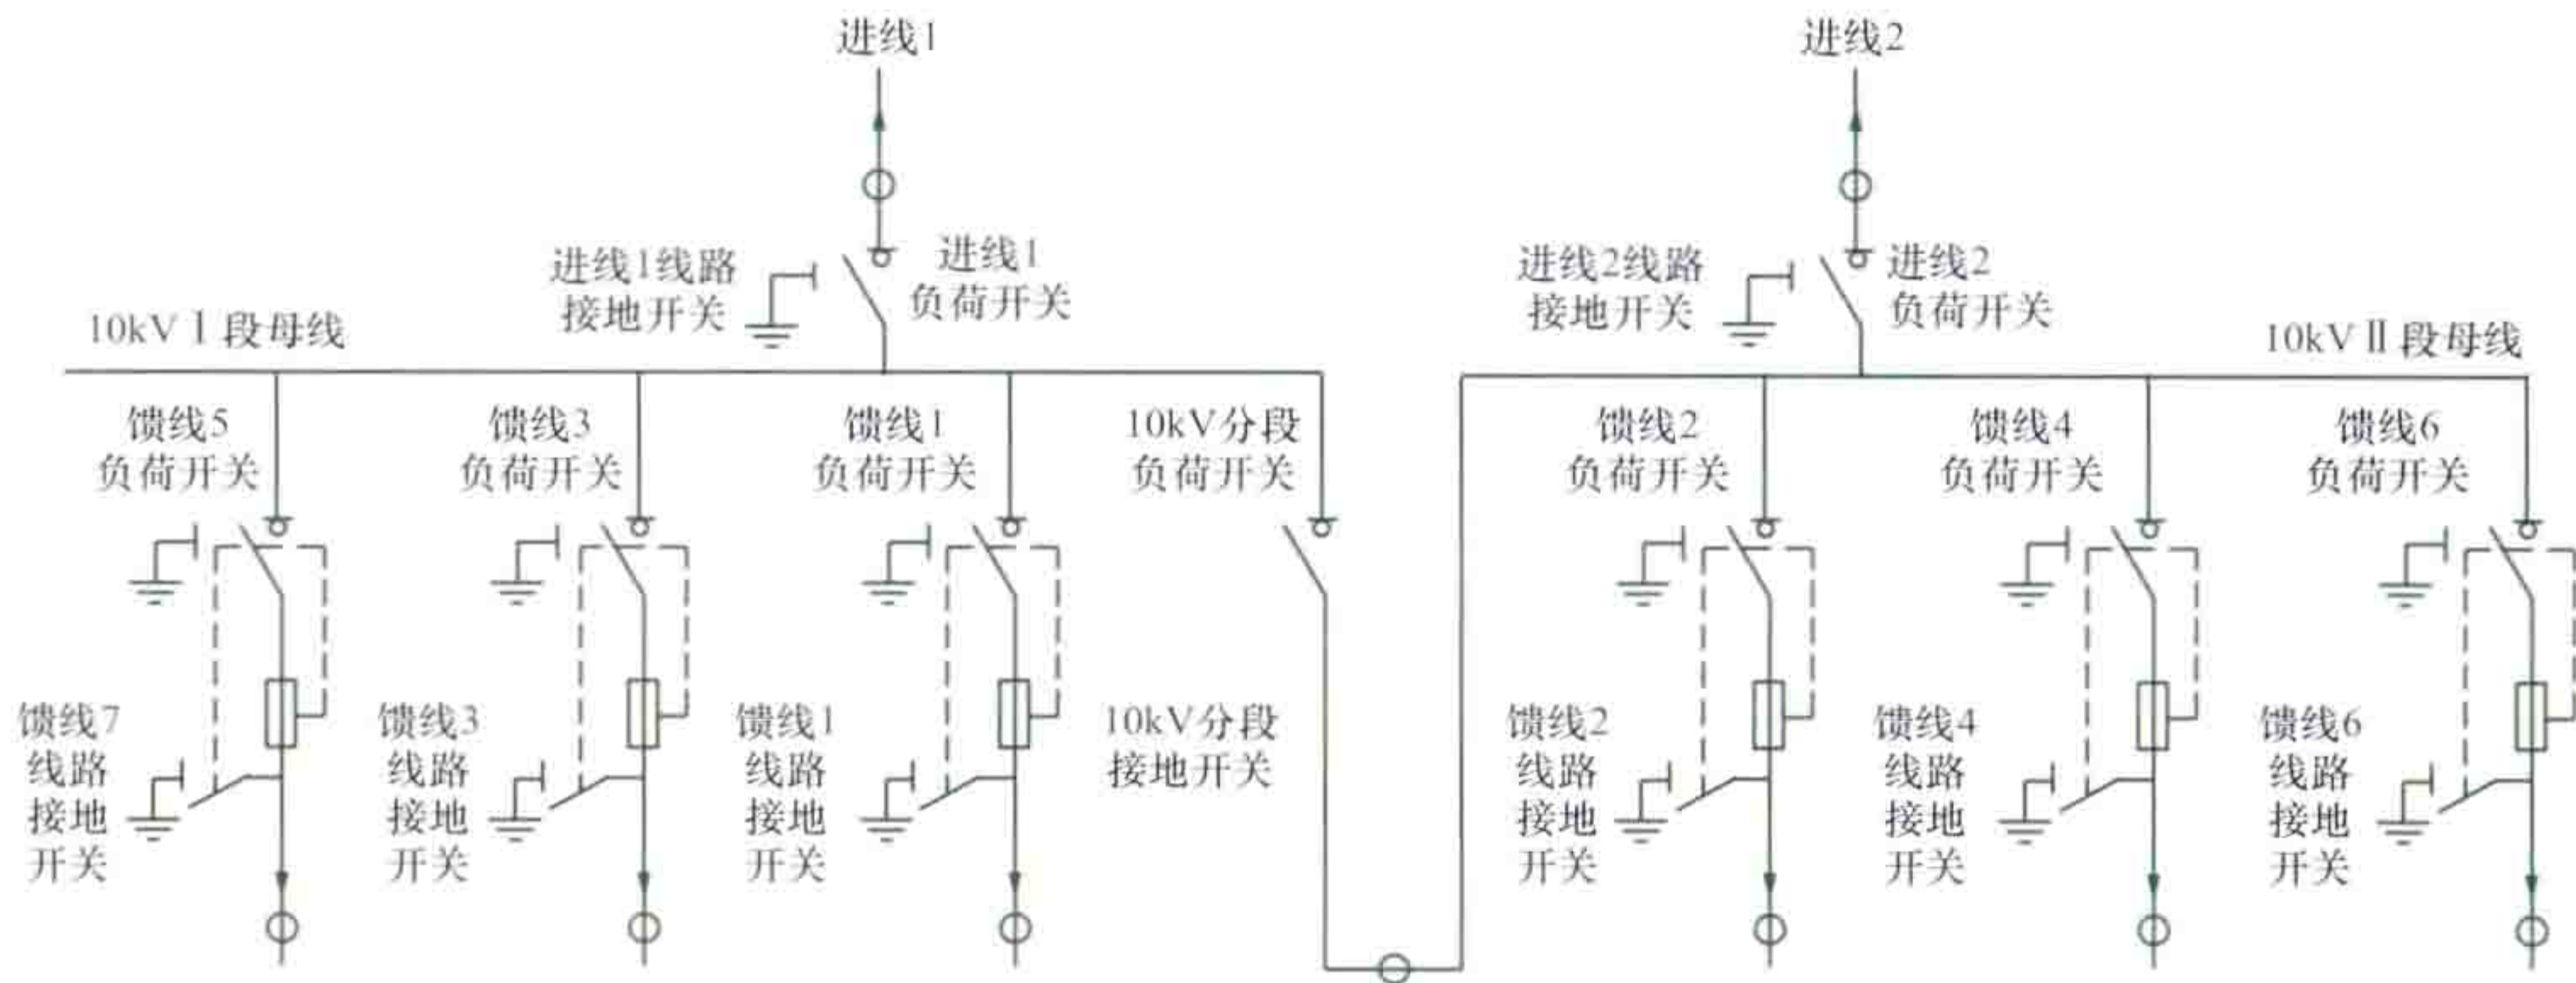 进线1
进线2
进线1线路
接地开关
进线1
负荷开关
进线2线路
接地开关
进线2
负荷开关
10kVⅠ段母线
10kVⅡ段母线
馈线5
负荷开关
馈线3
负荷开关
馈线1
负荷开关
10kV分段
负荷开关
馈线2
负荷开关
馈线4
负荷开关
馈线6
负荷开关
馈线7
线路
接地
开关
馈线3
线路
接地
开关
馈线1
线路
接地
开关
10kV分段
接地开关
馈线2
线路
接地
开关
馈线4
线路
接地
开关
馈线6
线路
接地
开关